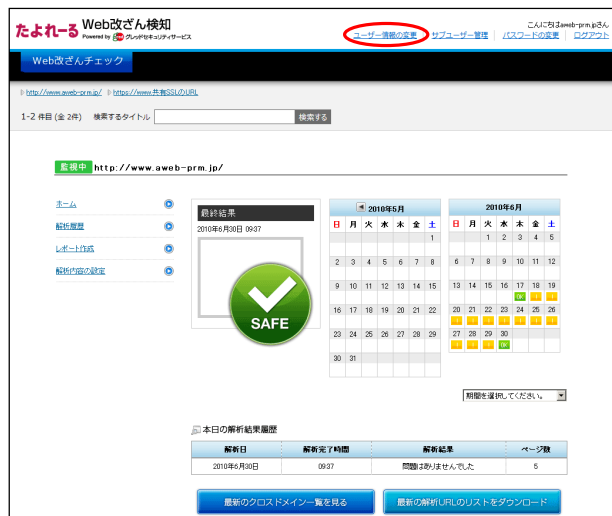 たよれーる Web改ざん検知
Powered by グレッドセキュリティサービス
こんにちはaweb-prm.jpさん
ユーザー情報の変更 サブユーザー管理 | パスワードの変更 | ログアウト
Web改ざんチェック
http://www.aweb-prm.jp/ https://www.共有SSLのURL
1-2 件目 (全 2件) 検索するタイトル 検索する
監視中 http://www.aweb-prm.jp/
ホーム
解析履歴
レポート作成
解析内容の設定
最終結果
2010年6月30日 09:37
SAFE
2010年5月
日 月 火 水 木 金 土
1
2 3 4 5 6 7 8
9 10 11 12 13 14 15
16 17 18 19 20 21 22
23 24 25 26 27 28 29
30 31
2010年6月
日 月 火 水 木 金 土
1 2 3 4 5
6 7 8 9 10 11 12
13 14 15 16 17 18 19
OK
20 21 22 23 24 25 26
27 28 29 30
OK
期間を選択してください。
本日の解析結果履歴
解析日 解析完了時間 解析結果 ページ数
2010年6月30日 09:37 問題はありませんでした 5
最新のクロスドメイン一覧を見る 最新の解析URLのリストをダウンロード